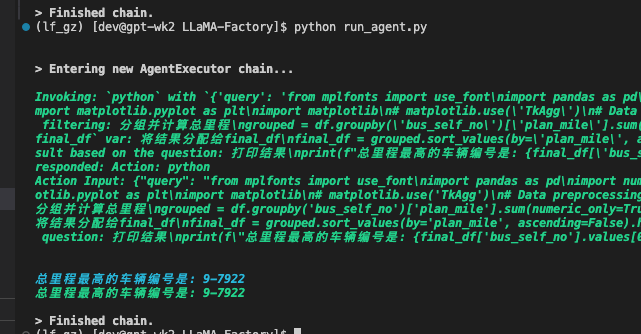 > Finished chain.
(lf_gz) [dev@gpt-wk2 LLaMA-Factory]$ python run_agent.py
> Entering new AgentExecutor chain...
Invoking: `python` with `{'query': 'from mplfonts import use_font\nimport pandas as pd\
mport matplotlib.pyplot as plt\nimport matplotlib\n# matplotlib.use(\'TkAgg\')\n# Data
filtering: 分组并计算总里程\ngrouped = df.groupby(\'bus_self_no\')[\'plan_mile\'].sum(
final_df` var: 将结果分配给final_df\nfinal_df = grouped.sort_values(by=\'plan_mile\', a
sult based on the question: 打印结果\nprint(f"总里程最高的车辆编号是: {final_df[\'bus_s
responded: Action: python
Action Input: {"query": "from mplfonts import use_font\nimport pandas as pd\nimport num
otlib.pyplot as plt\nimport matplotlib\n# matplotlib.use('TkAgg')\n# Data preprocessing
分组并计算总里程\ngrouped = df.groupby('bus_self_no')['plan_mile'].sum(numeric_only=Tru
将结果分配给final_df\nfinal_df = grouped.sort_values(by='plan_mile', ascending=False).h
question: 打印结果\nprint(f\"总里程最高的车辆编号是: {final_df['bus_self_no'].values[0
总里程最高的车辆编号是: 9-7922
总里程最高的车辆编号是: 9-7922
> Finished chain.
(lf_gz) [dev@gpt-wk2 LLaMA-Factory]$